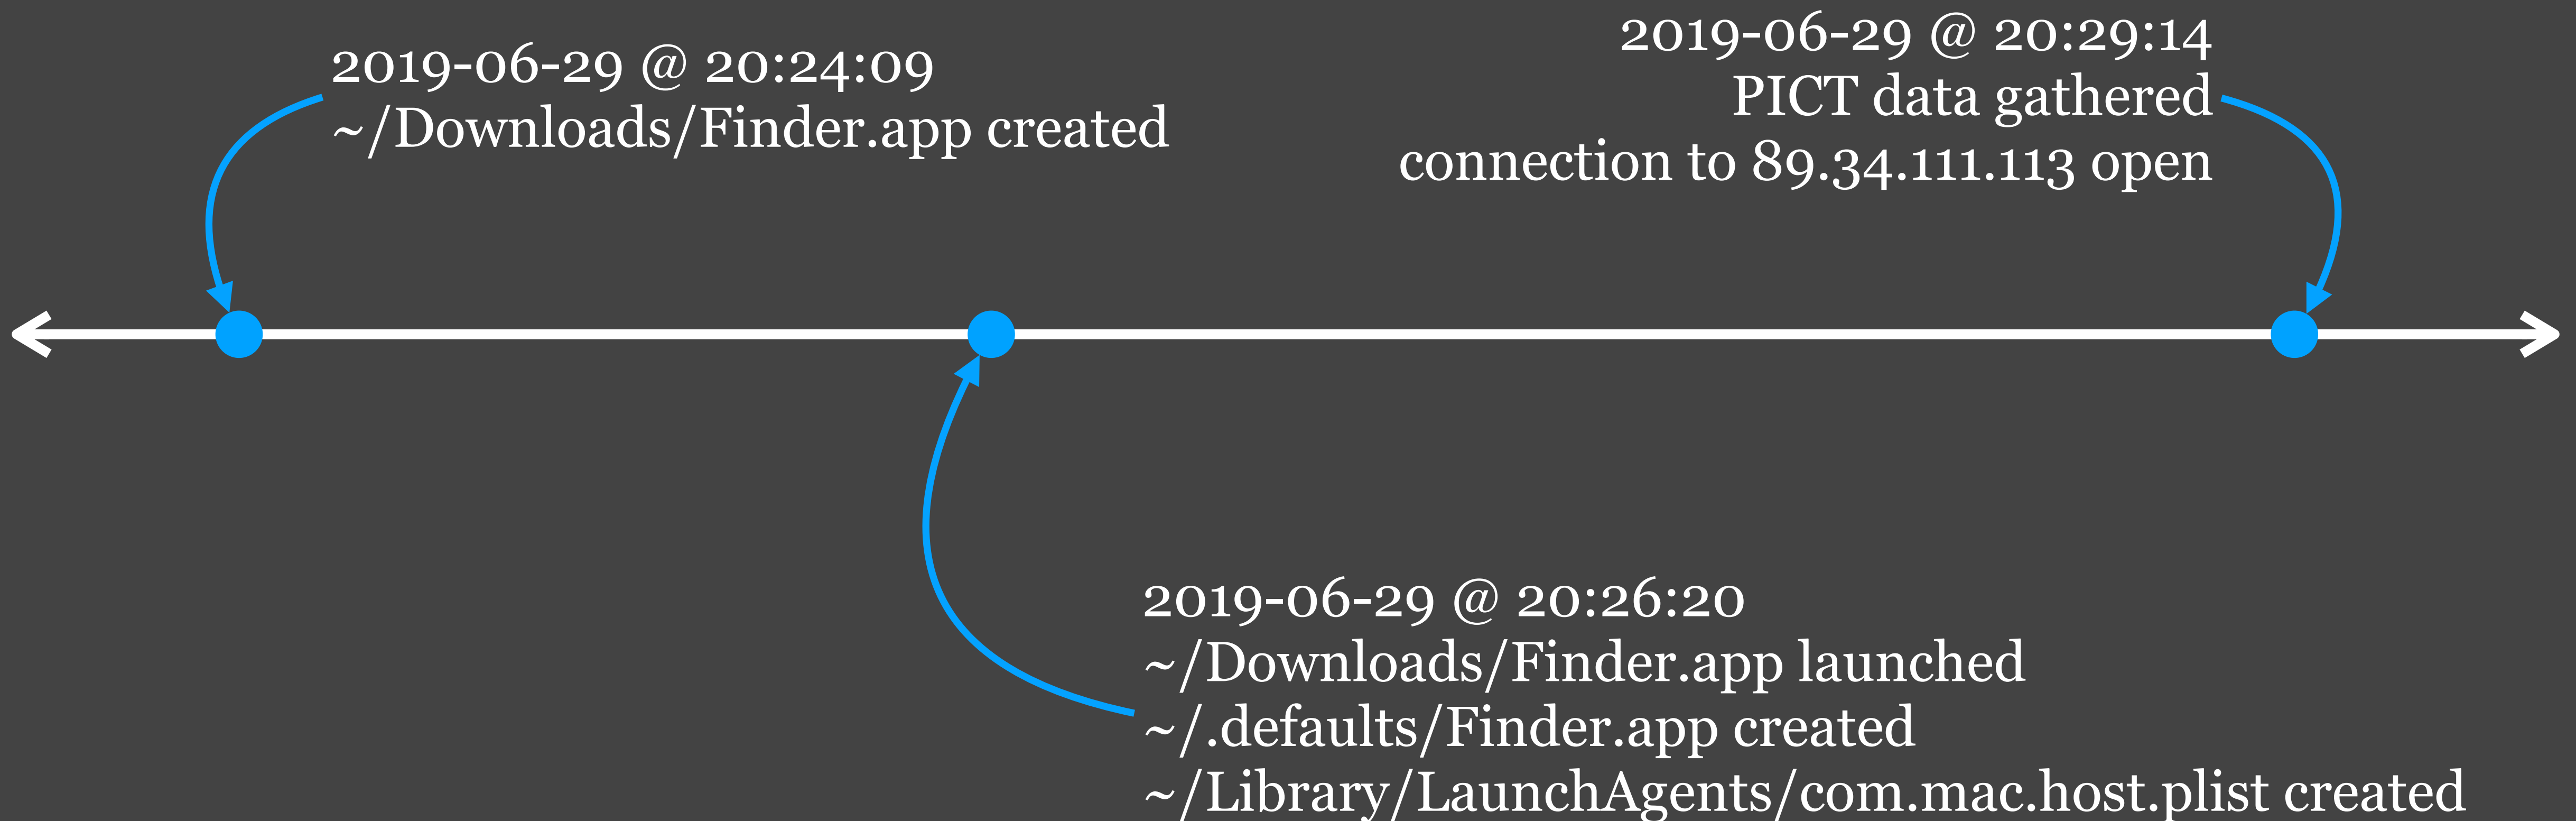 2019-06-29 @ 20:24:09
~/Downloads/Finder.app created
2019-06-29 @ 20:29:14
PICT data gathered
connection to 89.34.111.113 open
2019-06-29 @ 20:26:20
~/Downloads/Finder.app launched
~/.defaults/Finder.app created
~/Library/LaunchAgents/com.mac.host.plist created